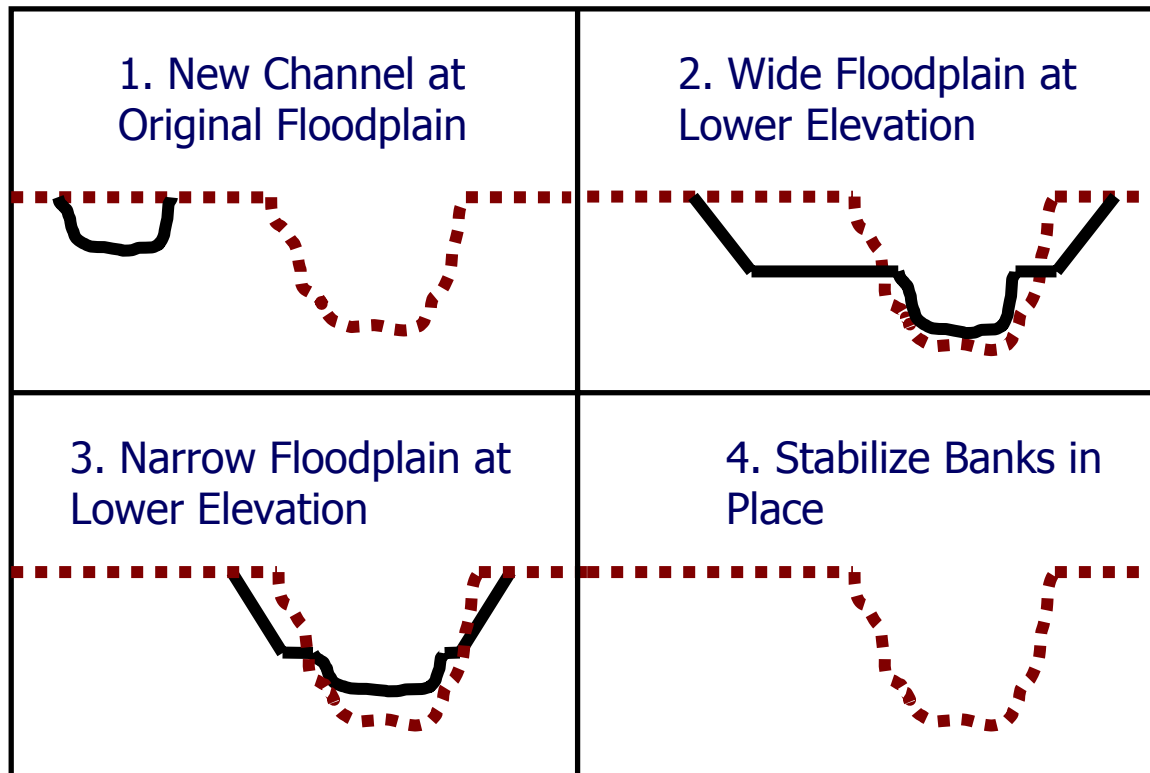 1. New Channel at
Original Floodplain
2. Wide Floodplain at
Lower Elevation
3. Narrow Floodplain at
Lower Elevation
4. Stabilize Banks in
Place